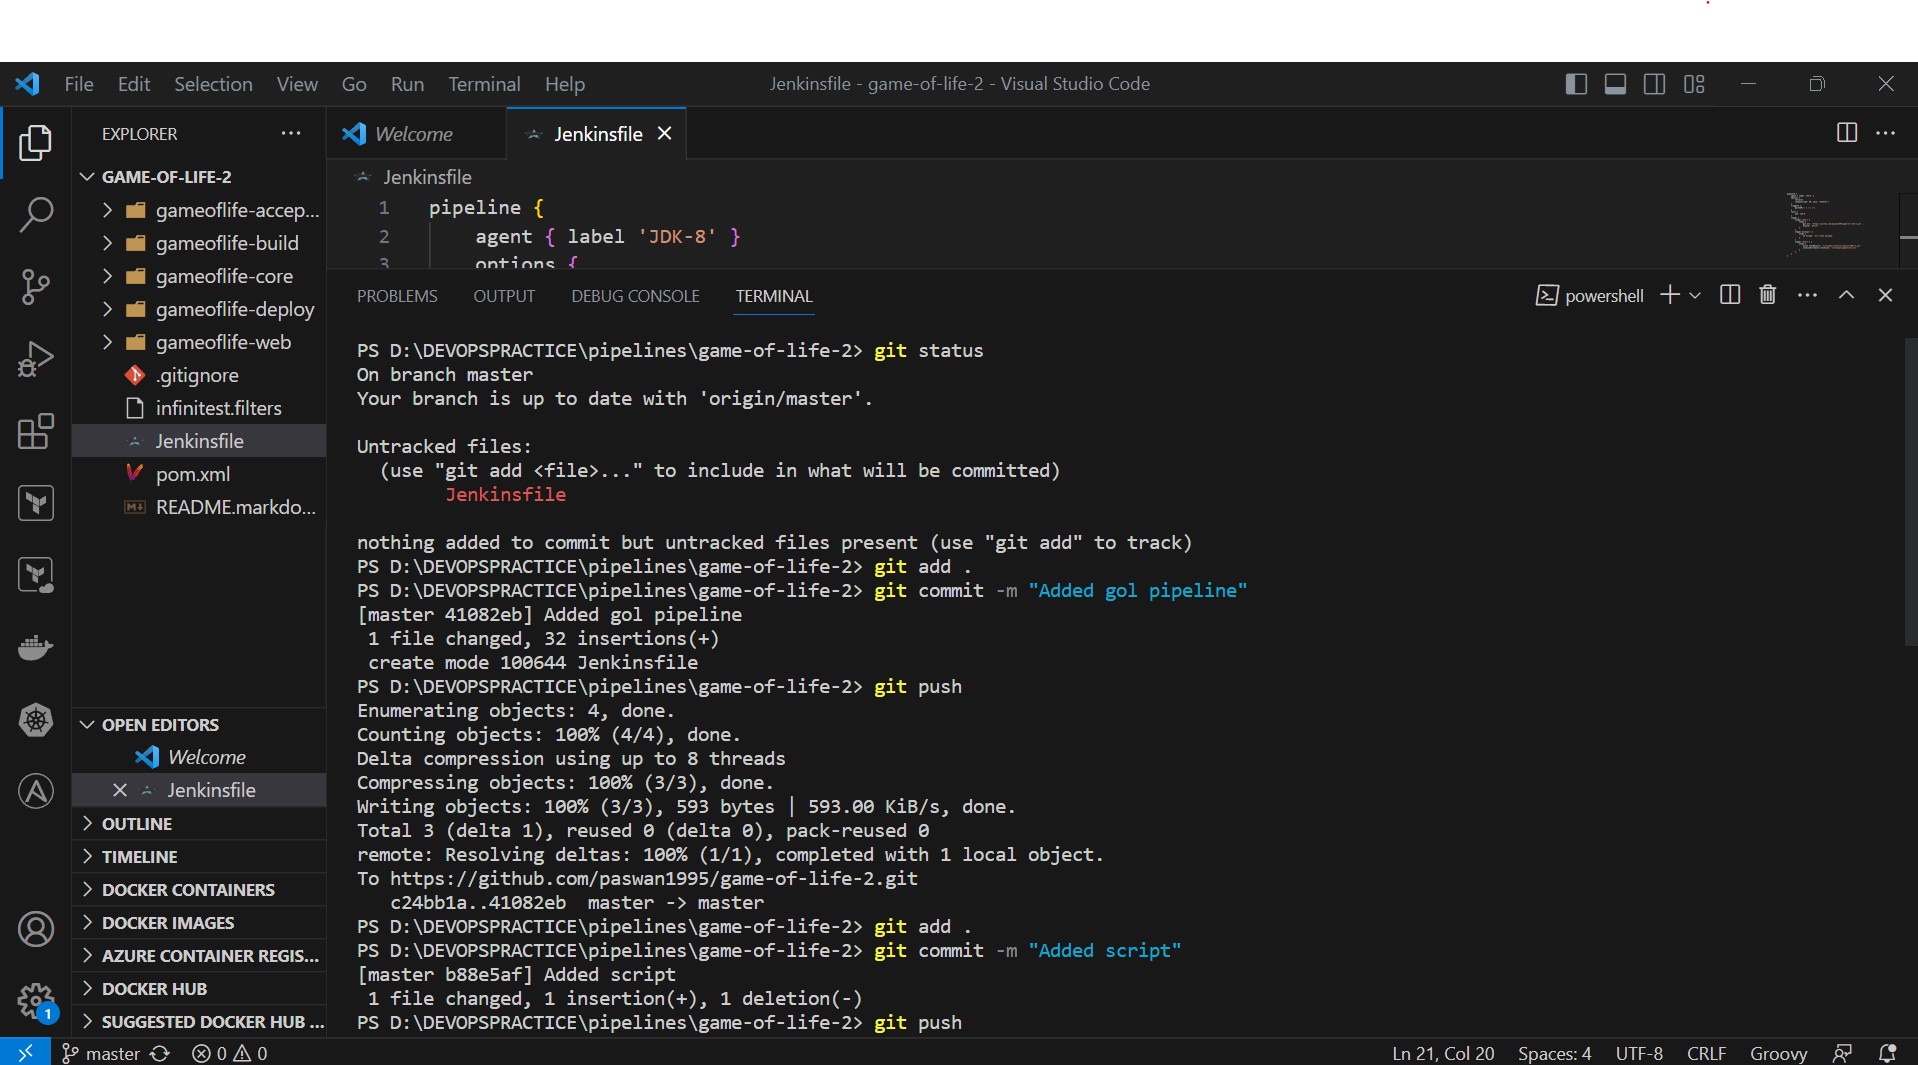 File Edit Selection View Go Run Terminal Help
Jenkinsfile - game-of-life-2 - Visual Studio Code
EXPLORER
GAME-OF-LIFE-2
gameoflife-accep...
gameoflife-build
gameoflife-core
gameoflife-deploy
gameoflife-web
.gitignore
infinitest.filters
Jenkinsfile
pom.xml
README.markdo...
OPEN EDITORS
Welcome
Jenkinsfile
OUTLINE
TIMELINE
DOCKER CONTAINERS
DOCKER IMAGES
AZURE CONTAINER REGIS...
DOCKER HUB
SUGGESTED DOCKER HUB ...
Welcome
Jenkinsfile
Jenkinsfile
1 pipeline {
2 agent { label 'JDK-8' }
3 options {
PROBLEMS OUTPUT DEBUG CONSOLE TERMINAL
powershell
PS D:\DEVOPSPRACTICE\pipelines\game-of-life-2> git status
On branch master
Your branch is up to date with 'origin/master'.
Untracked files:
(use "git add <file>..." to include in what will be committed)
Jenkinsfile
nothing added to commit but untracked files present (use "git add" to track)
PS D:\DEVOPSPRACTICE\pipelines\game-of-life-2> git add .
PS D:\DEVOPSPRACTICE\pipelines\game-of-life-2> git commit -m "Added gol pipeline"
[master 41082eb] Added gol pipeline
1 file changed, 32 insertions(+)
create mode 100644 Jenkinsfile
PS D:\DEVOPSPRACTICE\pipelines\game-of-life-2> git push
Enumerating objects: 4, done.
Counting objects: 100% (4/4), done.
Delta compression using up to 8 threads
Compressing objects: 100% (3/3), done.
Writing objects: 100% (3/3), 593 bytes | 593.00 KiB/s, done.
Total 3 (delta 1), reused 0 (delta 0), pack-reused 0
remote: Resolving deltas: 100% (1/1), completed with 1 local object.
To https://github.com/paswan1995/game-of-life-2.git
c24bb1a..41082eb master -> master
PS D:\DEVOPSPRACTICE\pipelines\game-of-life-2> git add .
PS D:\DEVOPSPRACTICE\pipelines\game-of-life-2> git commit -m "Added script"
[master b88e5af] Added script
1 file changed, 1 insertion(+), 1 deletion(-)
PS D:\DEVOPSPRACTICE\pipelines\game-of-life-2> git push
1
master 0 0
Ln 21, Col 20 Spaces: 4 UTF-8 CRLF Groovy